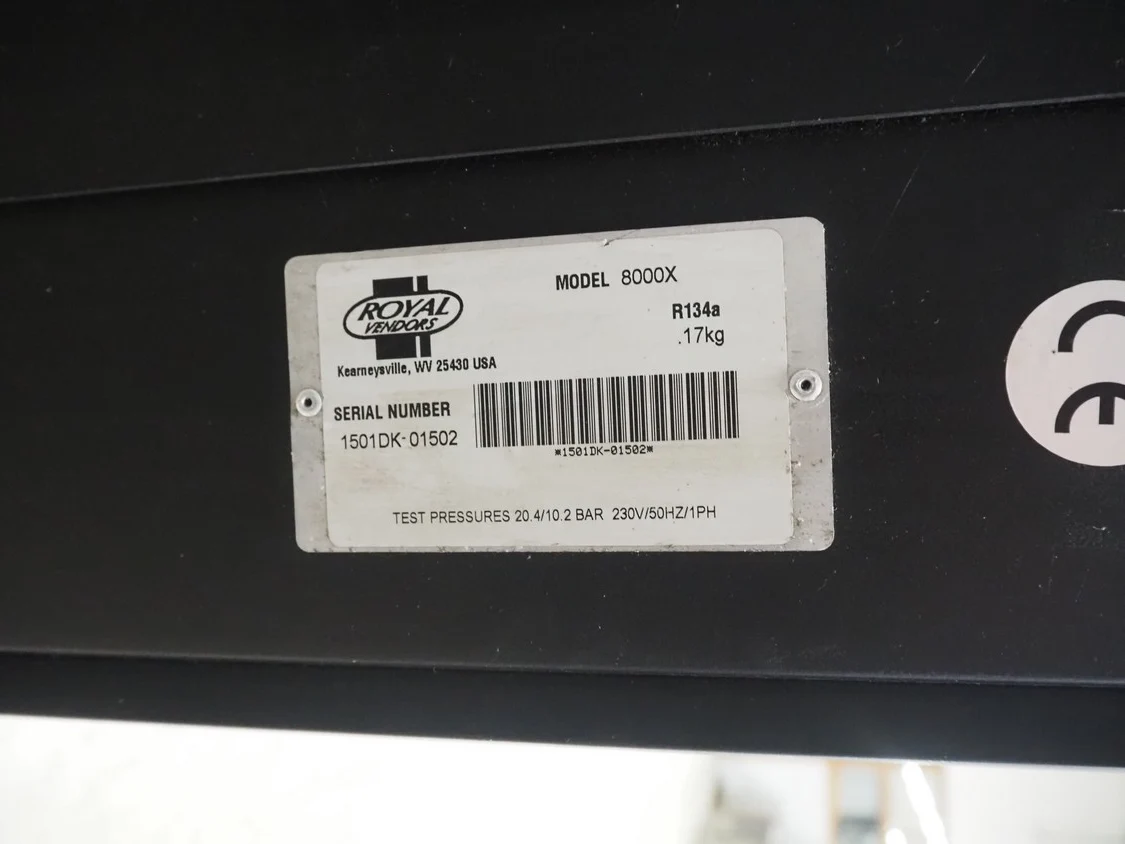 ROYAL
VENDORS
Kearneysville, WV 25430 USA
MODEL 8000X
R134a
.17kg
SERIAL NUMBER
1501DK-01502
*1501DK-01502*
TEST PRESSURES 20.4/10.2 BAR 230V/50HZ/1PH
CE